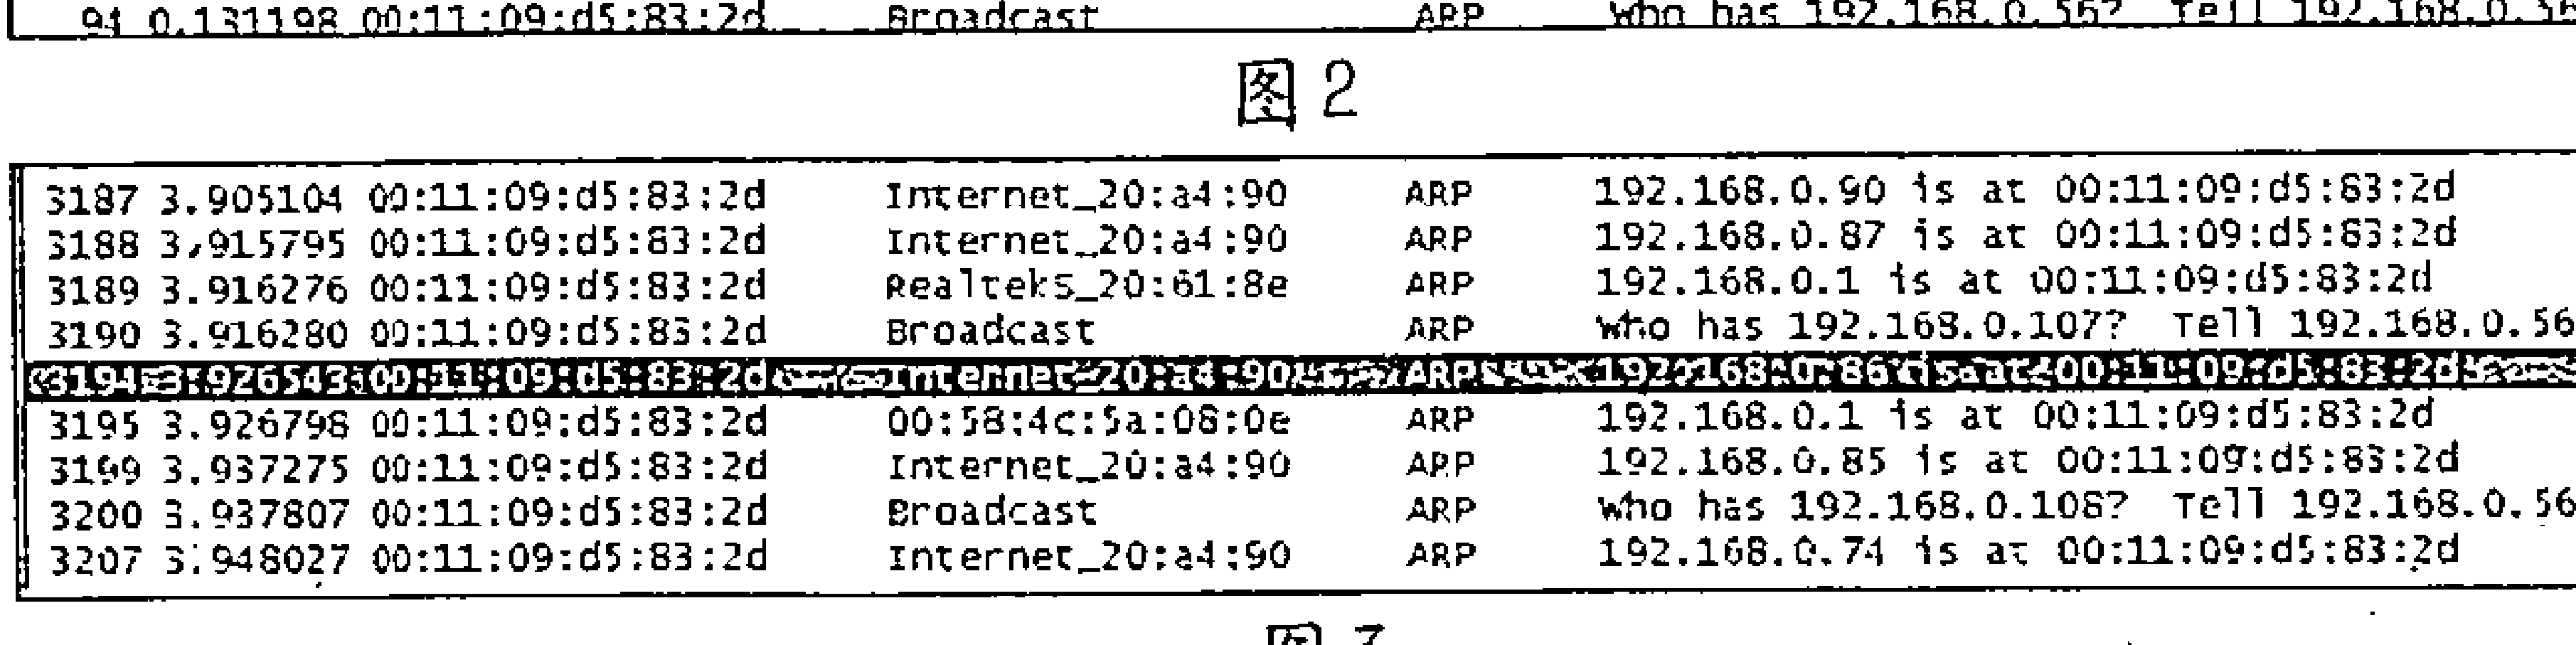 94 0.131198 00:11:09:d5:83:2d Broadcast ARP Who has 192.168.0.56? Tell 192.168.0.56
图 2
3187 3.905104 00:11:09:d5:83:2d Internet_20:a4:90 ARP 192.168.0.90 is at 00:11:09:d5:83:2d
3188 3.915795 00:11:09:d5:83:2d Internet_20:a4:90 ARP 192.168.0.87 is at 00:11:09:d5:83:2d
3189 3.916276 00:11:09:d5:83:2d RealtekS_20:61:8e ARP 192.168.0.1 is at 00:11:09:d5:83:2d
3190 3.916280 00:11:09:d5:83:2d Broadcast ARP Who has 192.168.0.107? Tell 192.168.0.56
3194 3.926543 00:11:09:d5:83:2d Internet_20:a4:90 ARP 192.168.0.86 is at 00:11:09:d5:83:2d
3195 3.926798 00:11:09:d5:83:2d 00:58:4c:5a:08:0e ARP 192.168.0.1 is at 00:11:09:d5:83:2d
3199 3.937275 00:11:09:d5:83:2d Internet_20:a4:90 ARP 192.168.0.85 is at 00:11:09:d5:83:2d
3200 3.937807 00:11:09:d5:83:2d Broadcast ARP Who has 192.168.0.108? Tell 192.168.0.56
3207 3.948027 00:11:09:d5:83:2d Internet_20:a4:90 ARP 192.168.0.74 is at 00:11:09:d5:83:2d